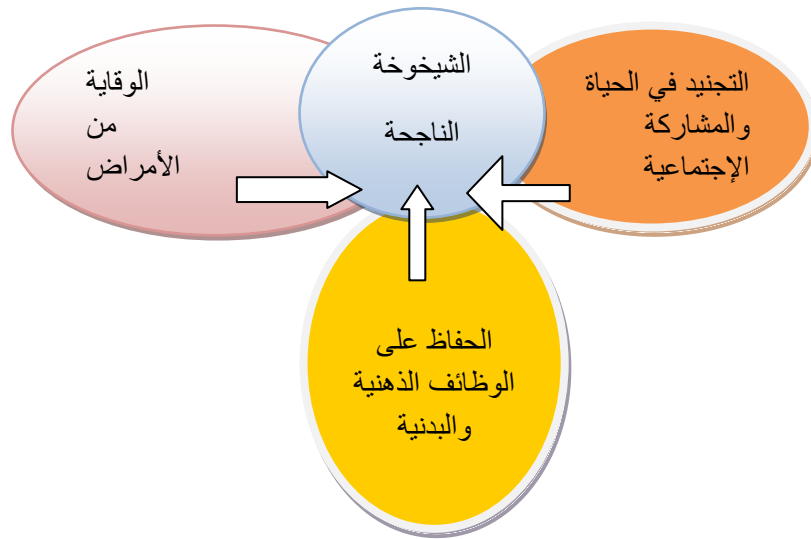 الشيخوخة
الناجحة
التجنيد في الحياة
والمشاركة
الإجتماعية
الوقاية
من
الأمراض
الحفاظ على
الوظائف الذهنية
والبدنية